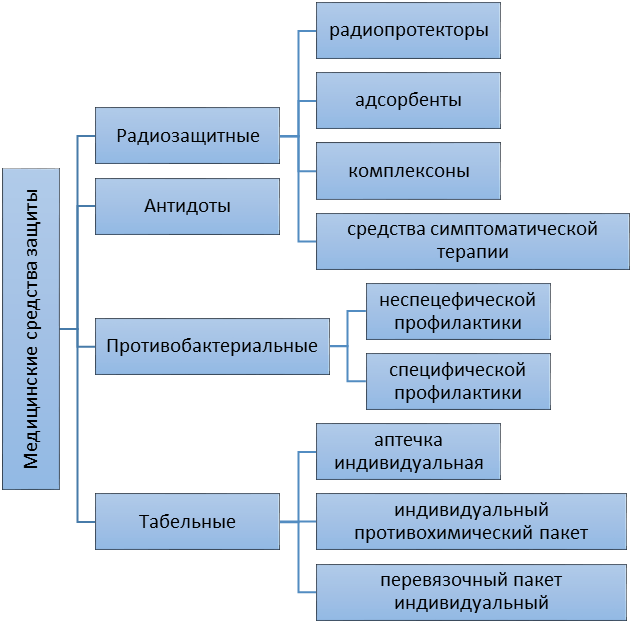 Медицинские средства защиты
Радиозащитные
радиопротекторы
адсорбенты
комплексоны
средства симптоматической
терапии
Антидоты
Противобактериальные
неспецефической
профилактики
специфической
профилактики
Табельные
аптечка
индивидуальная
индивидуальный
противохимический пакет
перевязочный пакет
индивидуальный